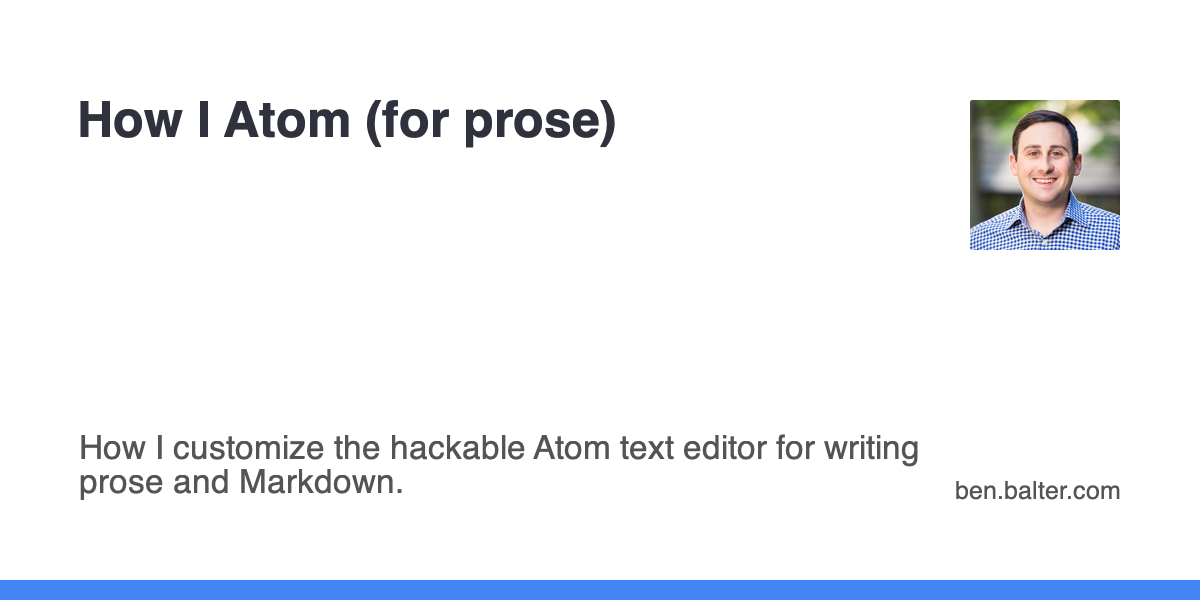 How I Atom (for prose)
How I customize the hackable Atom text editor for writing
prose and Markdown.
ben.balter.com